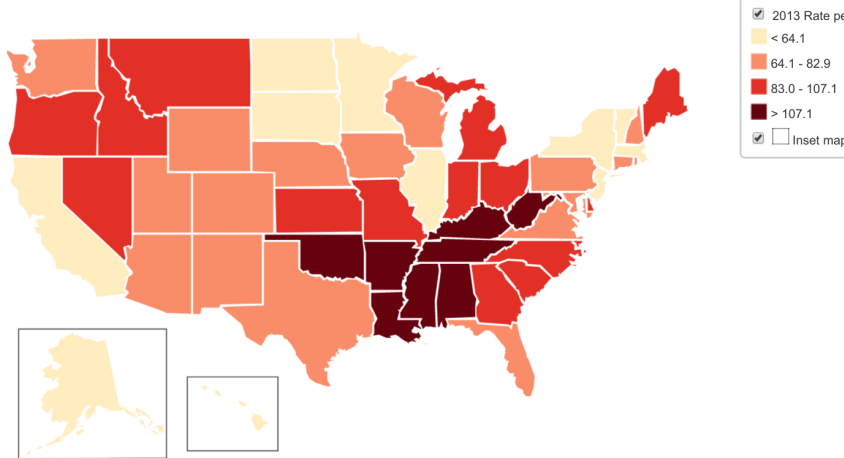 2013 Rate pe
< 64.1
64.1 - 82.9
83.0 - 107.1
> 107.1
Inset map